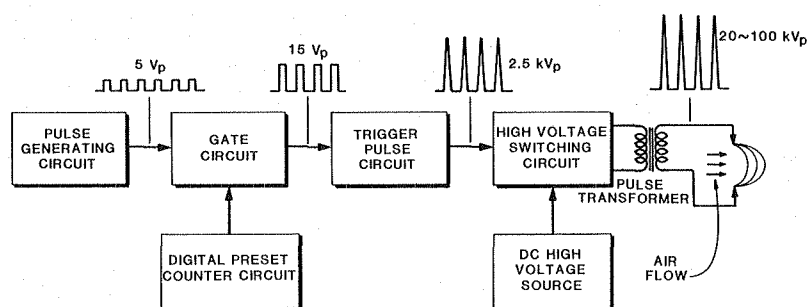 5 Vp
15 Vp
2.5 kVp
20~100 kVp
PULSE
GENERATING
CIRCUIT
GATE
CIRCUIT
TRIGGER
PULSE
CIRCUIT
HIGH VOLTAGE
SWITCHING
CIRCUIT
PULSE
TRANSFORMER
DIGITAL PRESET
COUNTER CIRCUIT
DC HIGH
VOLTAGE
SOURCE
AIR
FLOW